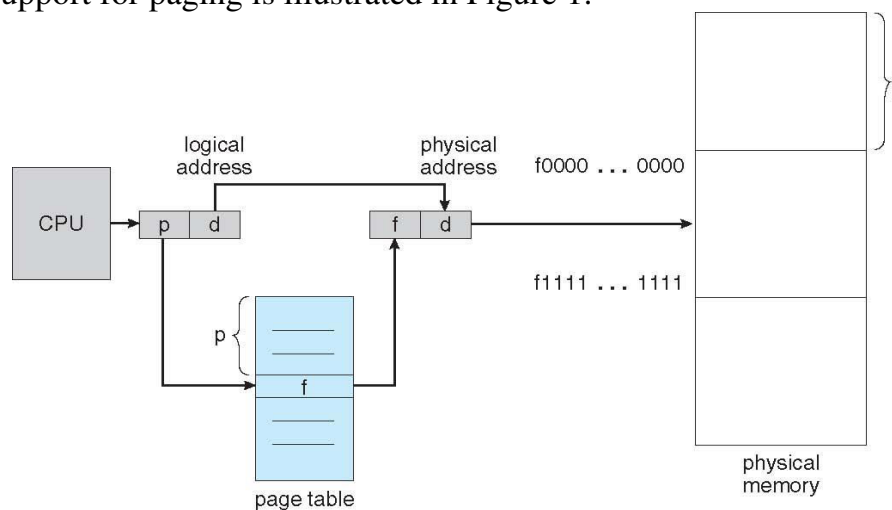 upport for paging is illustrated in Figure 1.
logical
address
physical
address
f0000 ... 0000
CPU
p d
f d
f1111 ... 1111
p
f
page table
physical
memory